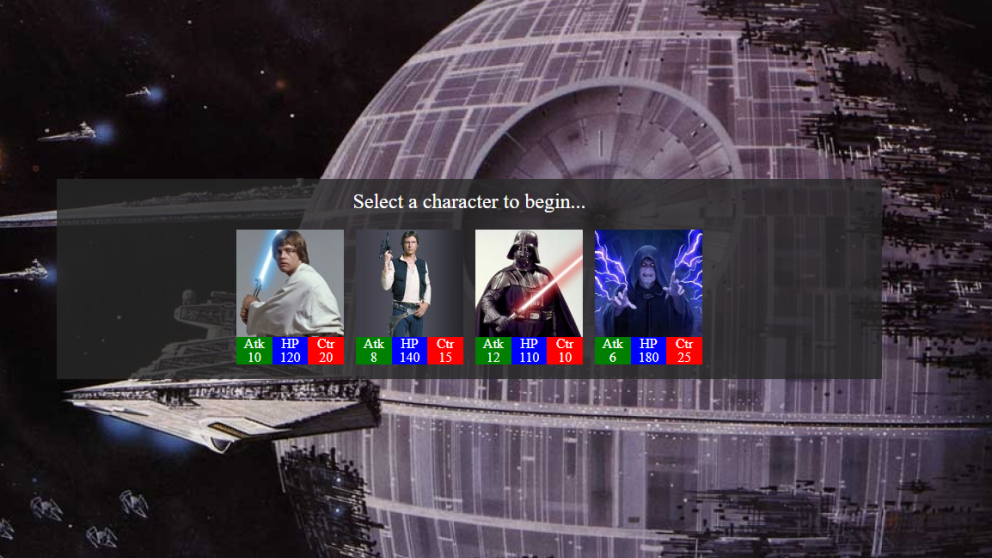 Select a character to begin...
Atk HP Ctr Atk HP Ctr Atk HP Ctr Atk HP Ctr
10 120 20 8 140 15 12 110 10 6 180 25